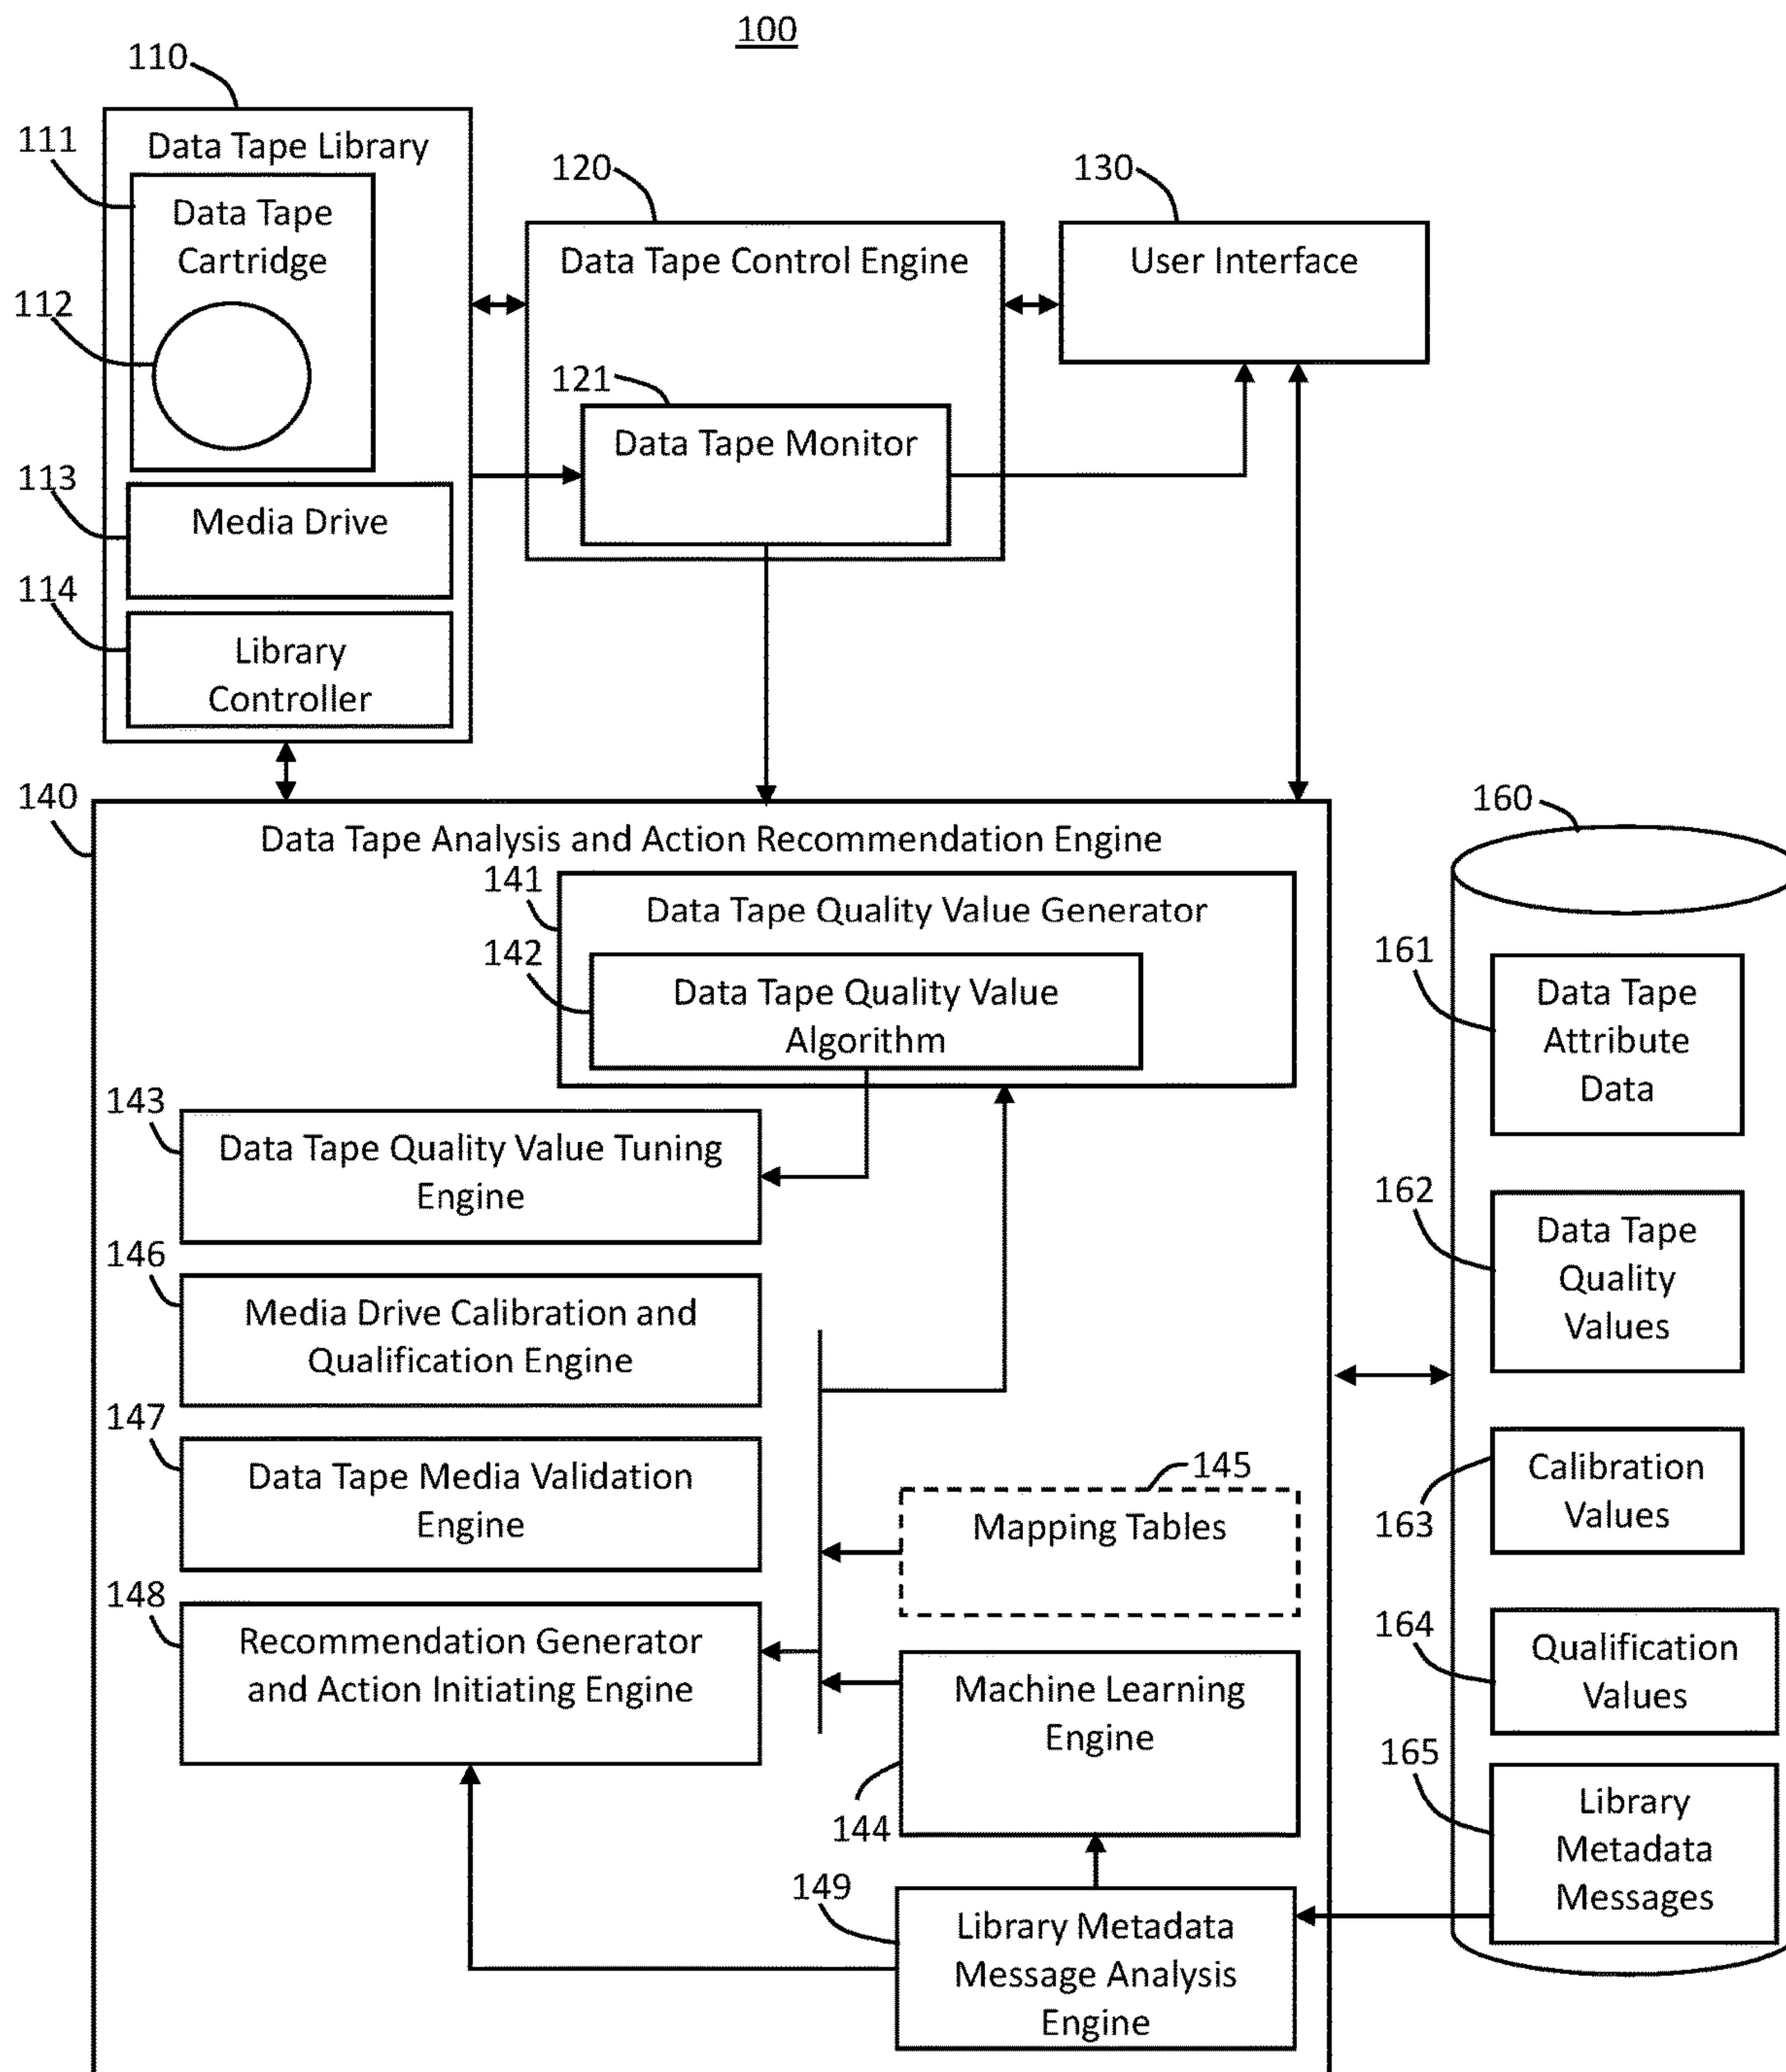 100
110
Data Tape Library
111
Data Tape
Cartridge
112
113
Media Drive
114
Library
Controller
120
Data Tape Control Engine
121
Data Tape Monitor
130
User Interface
140
Data Tape Analysis and Action Recommendation Engine
141
Data Tape Quality Value Generator
142
Data Tape Quality Value
Algorithm
143
Data Tape Quality Value Tuning
Engine
146
Media Drive Calibration and
Qualification Engine
147
Data Tape Media Validation
Engine
148
Recommendation Generator
and Action Initiating Engine
145
Mapping Tables
Machine Learning
Engine
144
149
Library Metadata
Message Analysis
Engine
160
161
Data Tape
Attribute
Data
162
Data Tape
Quality
Values
163
Calibration
Values
164
Qualification
Values
165
Library
Metadata
Messages